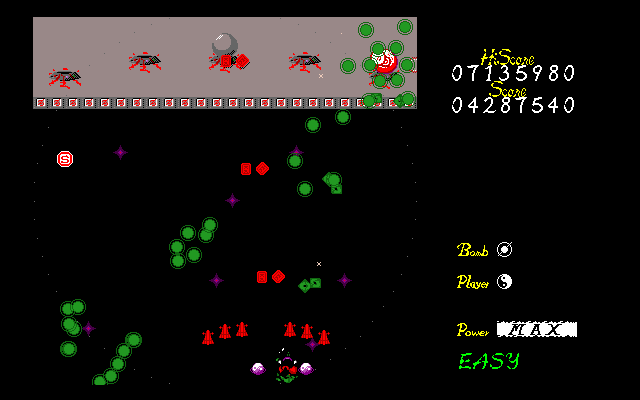 HiScore
07135980
Score
04287540
S
Bomb
Player
Power MAX
EASY